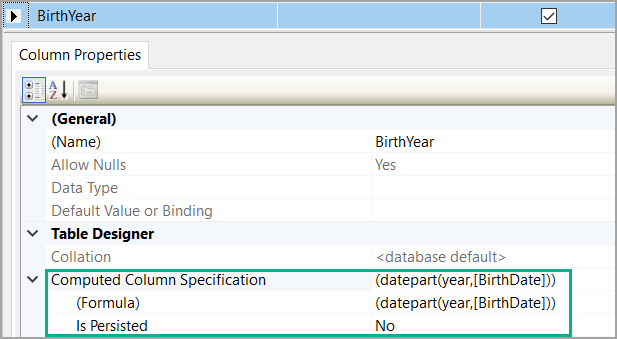 BirthYear
Column Properties
A
Z
(General)
(Name) BirthYear
Allow Nulls Yes
Data Type
Default Value or Binding
Table Designer
Collation <database default>
Computed Column Specification (datepart(year,[BirthDate]))
(Formula) (datepart(year,[BirthDate]))
Is Persisted No